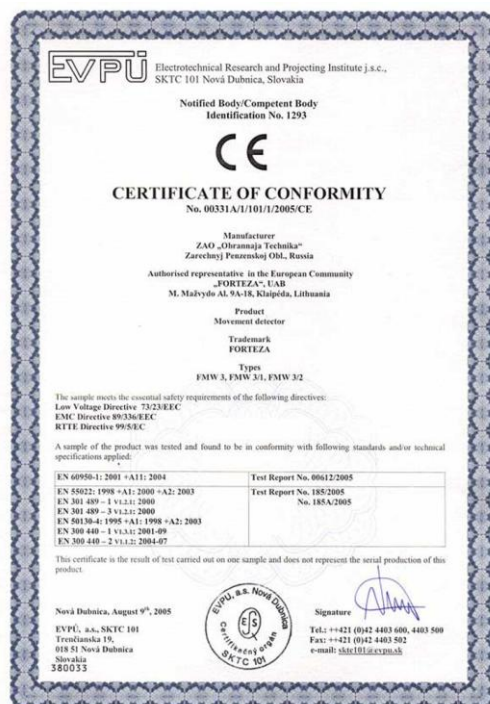 EVPÚ
Electrotechnical Research and Projecting Institute j.s.c.,
SKTC 101 Nová Dubnica, Slovakia
Notified Body/Competent Body
Identification No. 1293
CE
CERTIFICATE OF CONFORMITY
No. 00331A/1/101/1/2005/CE
Manufacturer
ZAO „Ohrannaja Technika“
Zarechnyj Penzenskoj Obl., Russia
Authorised representative in the European Community
„FORTEZA“, UAB
M. Mažvydo Al. 9A-18, Klaipėda, Lithuania
Product
Movement detector
Trademark
FORTEZA
Types
FMW 3, FMW 3/1, FMW 3/2
The sample meets the essential safety requirements of the following directives:
Low Voltage Directive 73/23/EEC
EMC Directive 89/336/EEC
RTTE Directive 99/5/EC
A sample of the product was tested and found to be in conformity with following standards and/or technical
specifications applied:
EN 60950-1: 2001 +A11: 2004
Test Report No. 00612/2005
EN 55022: 1998 +A1: 2000 +A2: 2003
EN 301 489 – 1 V1.2.1: 2000
EN 301 489 – 3 V1.2.1: 2000
EN 50130-4: 1995 +A1: 1998 +A2: 2003
EN 300 440 – 1 V1.3.1: 2001-09
EN 300 440 – 2 V1.1.2: 2004-07
Test Report No. 185/2005
No. 185A/2005
This certificate is the result of test carried out on one sample and does not represent the serial production of this
product.
Nová Dubnica, August 9th, 2005
EVPÚ, a.s., SKTC 101
Trenčianska 19,
018 51 Nová Dubnica
Slovakia
380033
EVPÚ, a.s. Nová Dubnica
Certifikačný orgán
SKTC 101
Signature
Tel.: ++421 (0)42 4403 600, 4403 500
Fax: ++421 (0)42 4403 502
e-mail: sktc101@evpu.sk